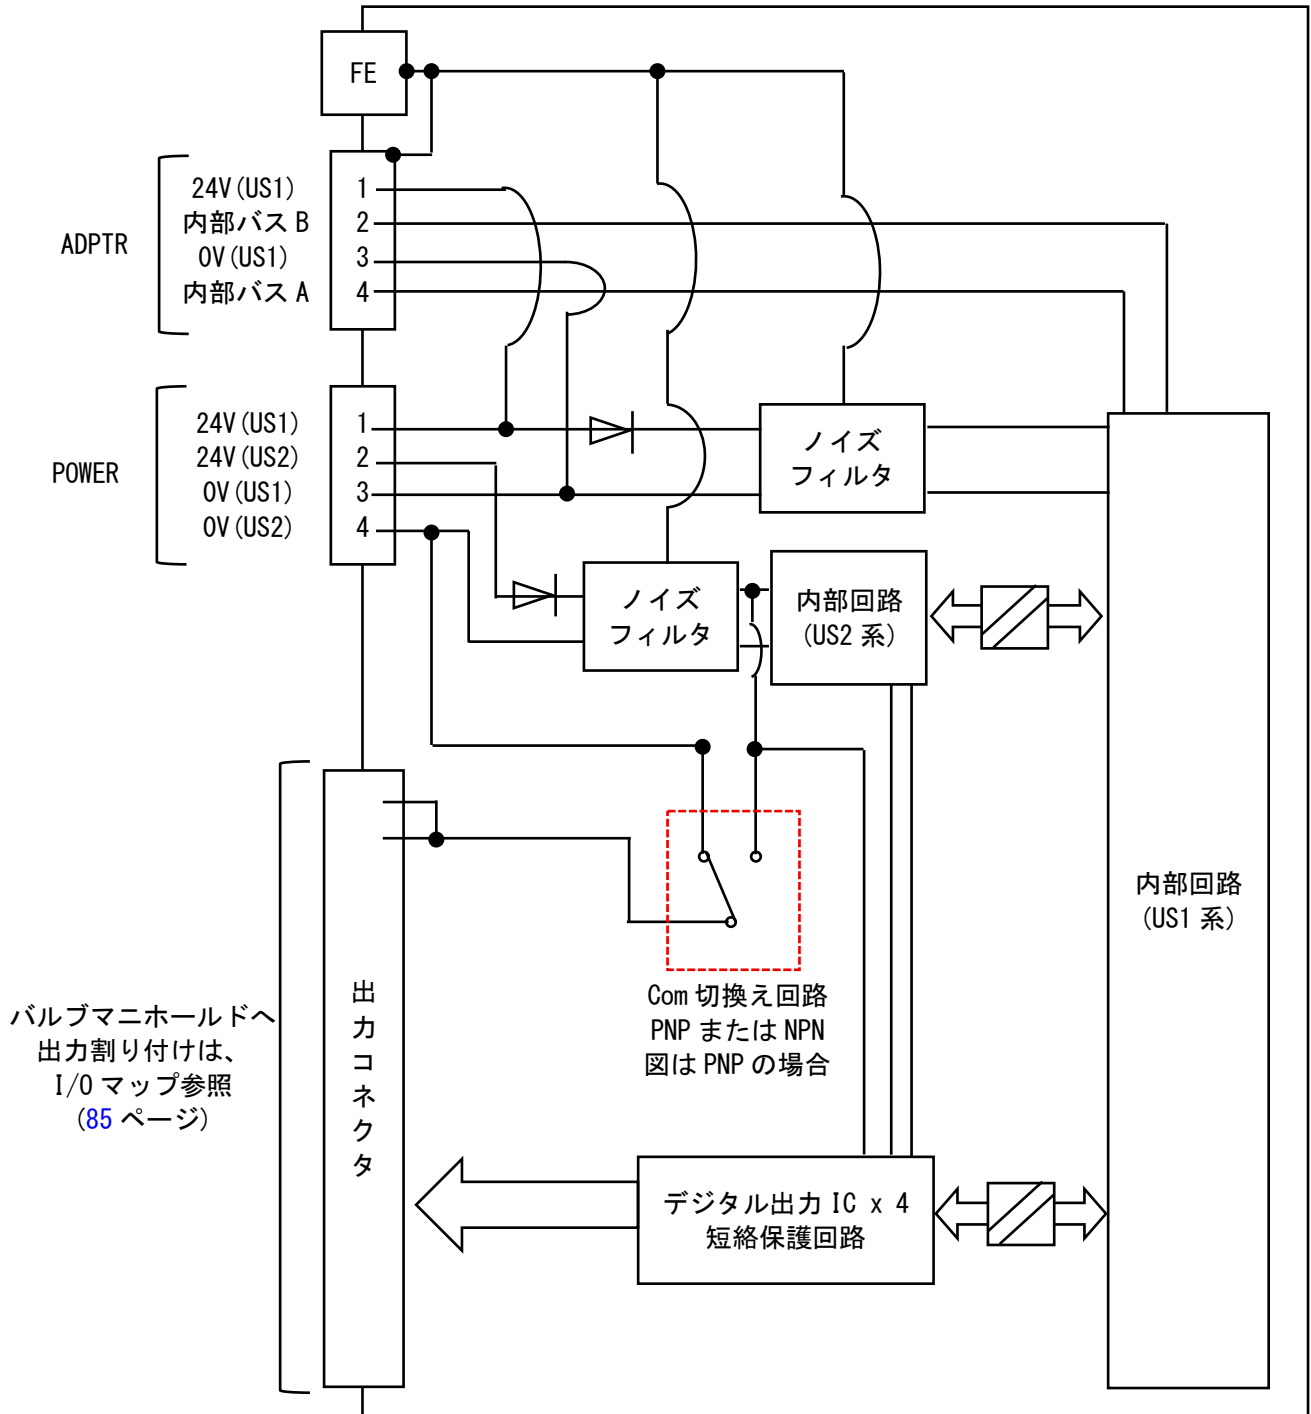 FE
ADPTR
24V(US1)
内部バス B
0V(US1)
内部バス A
1
2
3
4
POWER
24V(US1)
24V(US2)
0V(US1)
0V(US2)
1
2
3
4
ノイズ
フィルタ
ノイズ
フィルタ
内部回路
(US2 系)
内部回路
(US1 系)
Com 切換え回路
PNP または NPN
図は PNP の場合
バルブマニホールドへ
出力割り付けは、
I/O マップ参照
(85 ページ)
出力コネクタ
デジタル出力 IC x 4
短絡保護回路